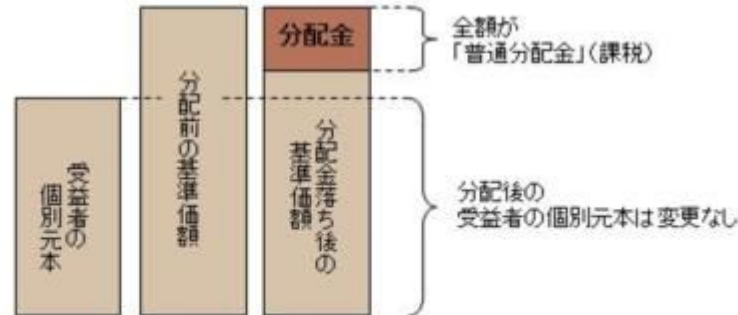 分配金
全額が
「普通分配金」(課税)
分配前の基準価額
受益者の
個別元本
分配金落ち後の
基準価額
分配後の
受益者の個別元本は変更なし